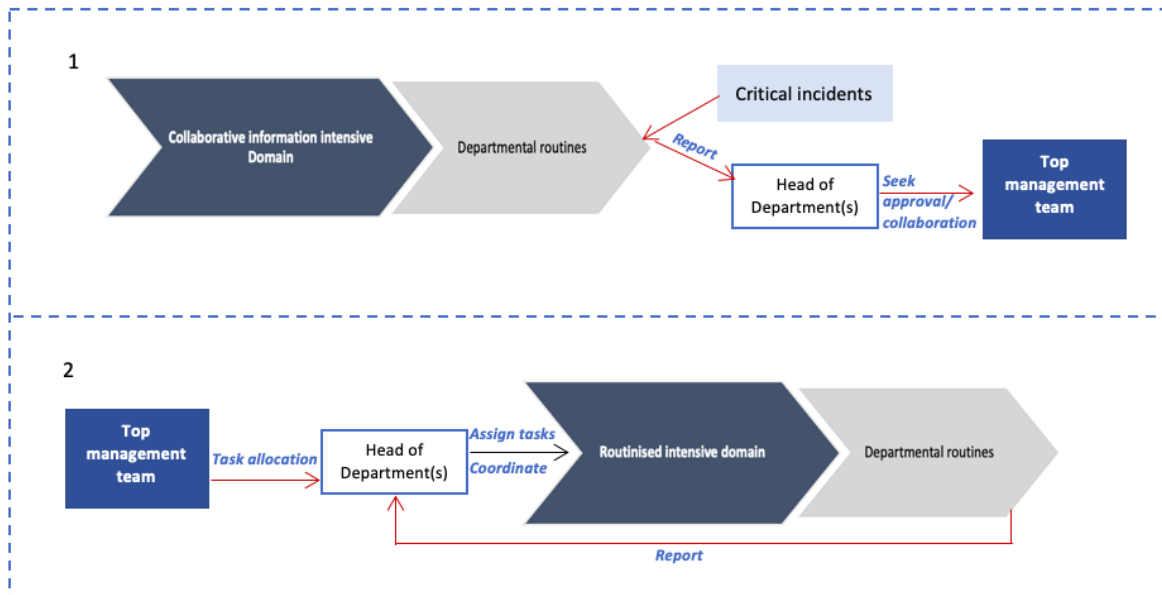 1
Collaborative information intensive
Domain
Departmental routines
Critical incidents
Report
Head of
Department(s)
Seek
approval/
collaboration
Top
management
team
2
Top
management
team
Task allocation
Head of
Department(s)
Assign tasks
Coordinate
Routinised intensive domain
Departmental routines
Report